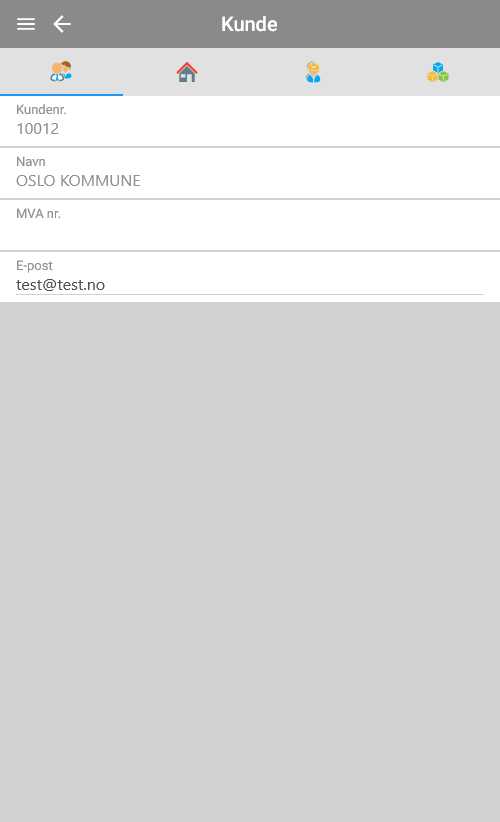 Kunde
Kundenr.
10012
Navn
OSLO KOMMUNE
MVA nr.
E-post
test@test.no